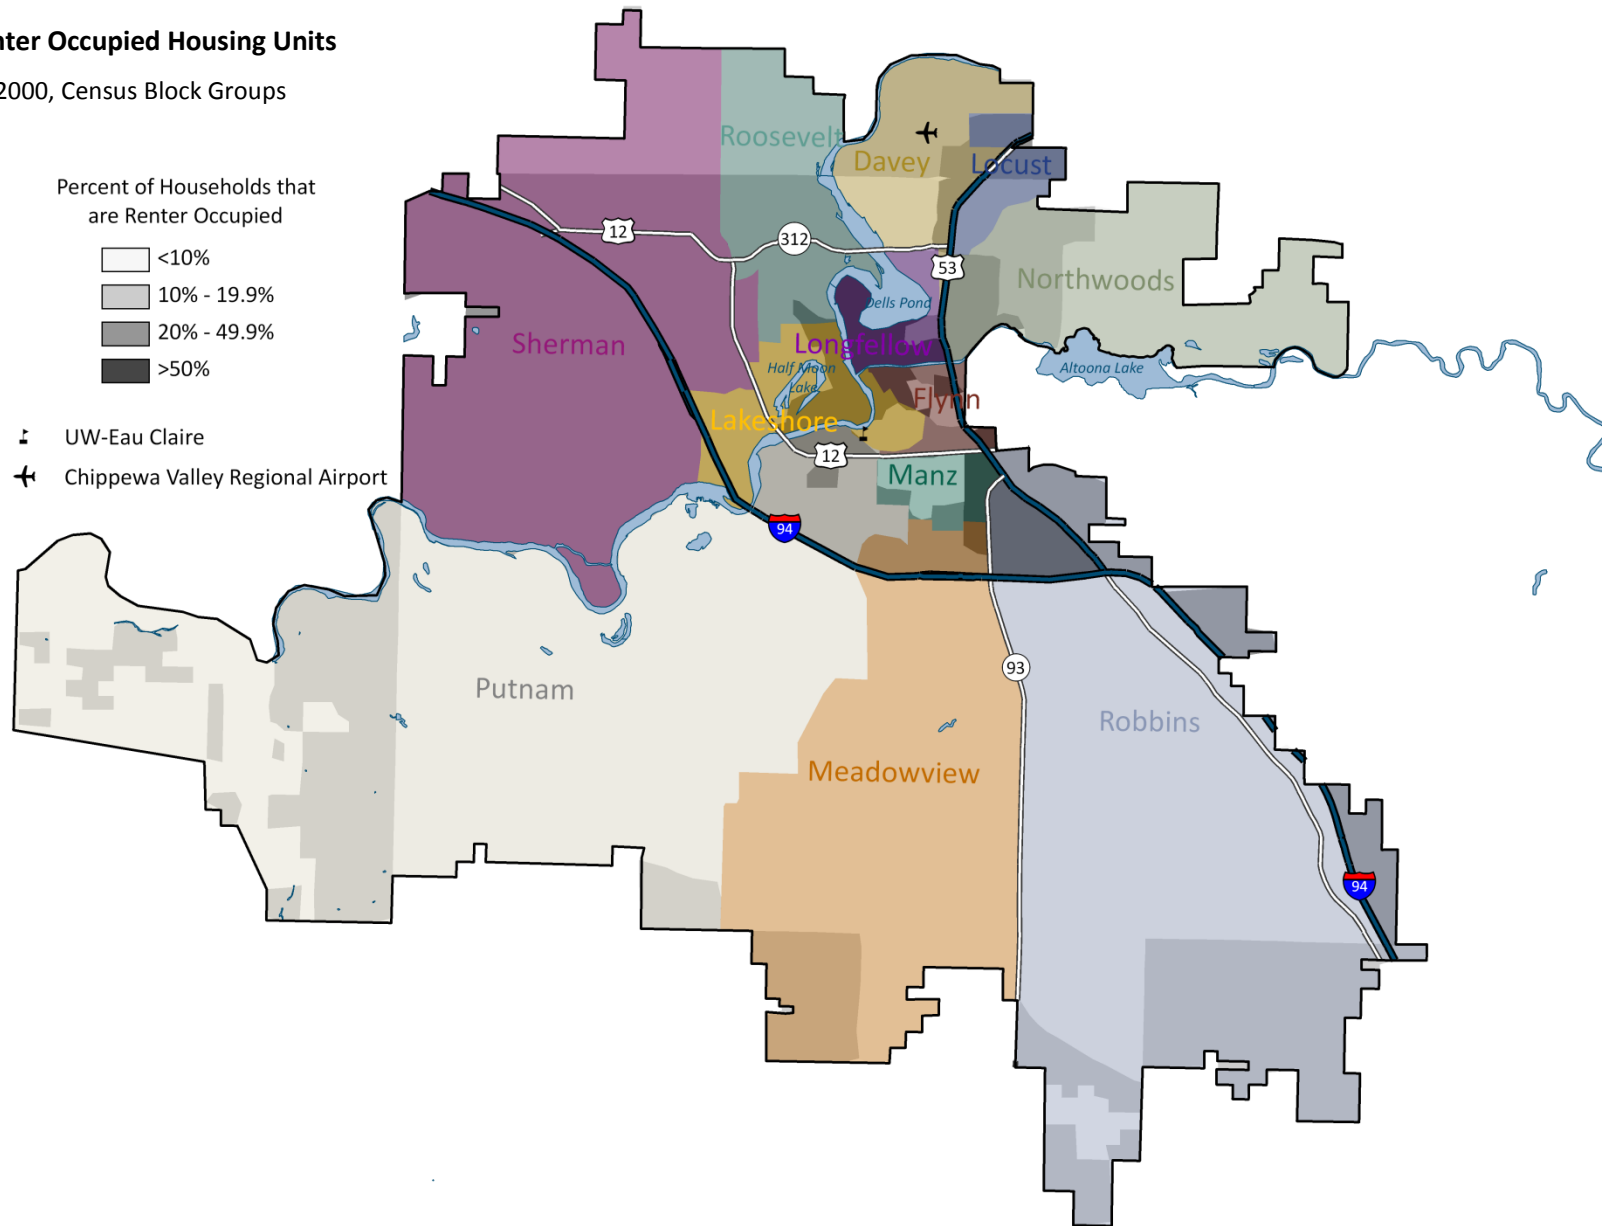 nter Occupied Housing Units
2000, Census Block Groups
Percent of Households that
are Renter Occupied
<10%
10% - 19.9%
20% - 49.9%
>50%
UW-Eau Claire
Chippewa Valley Regional Airport
Roosevelt
Davey
Locust
12
312
53
Northwoods
Dells Pond
Sherman
Longfellow
Half Moon
Lake
Altoona Lake
Flynn
Lakeshore
12
Manz
94
93
Putnam
Robbins
Meadowview
94